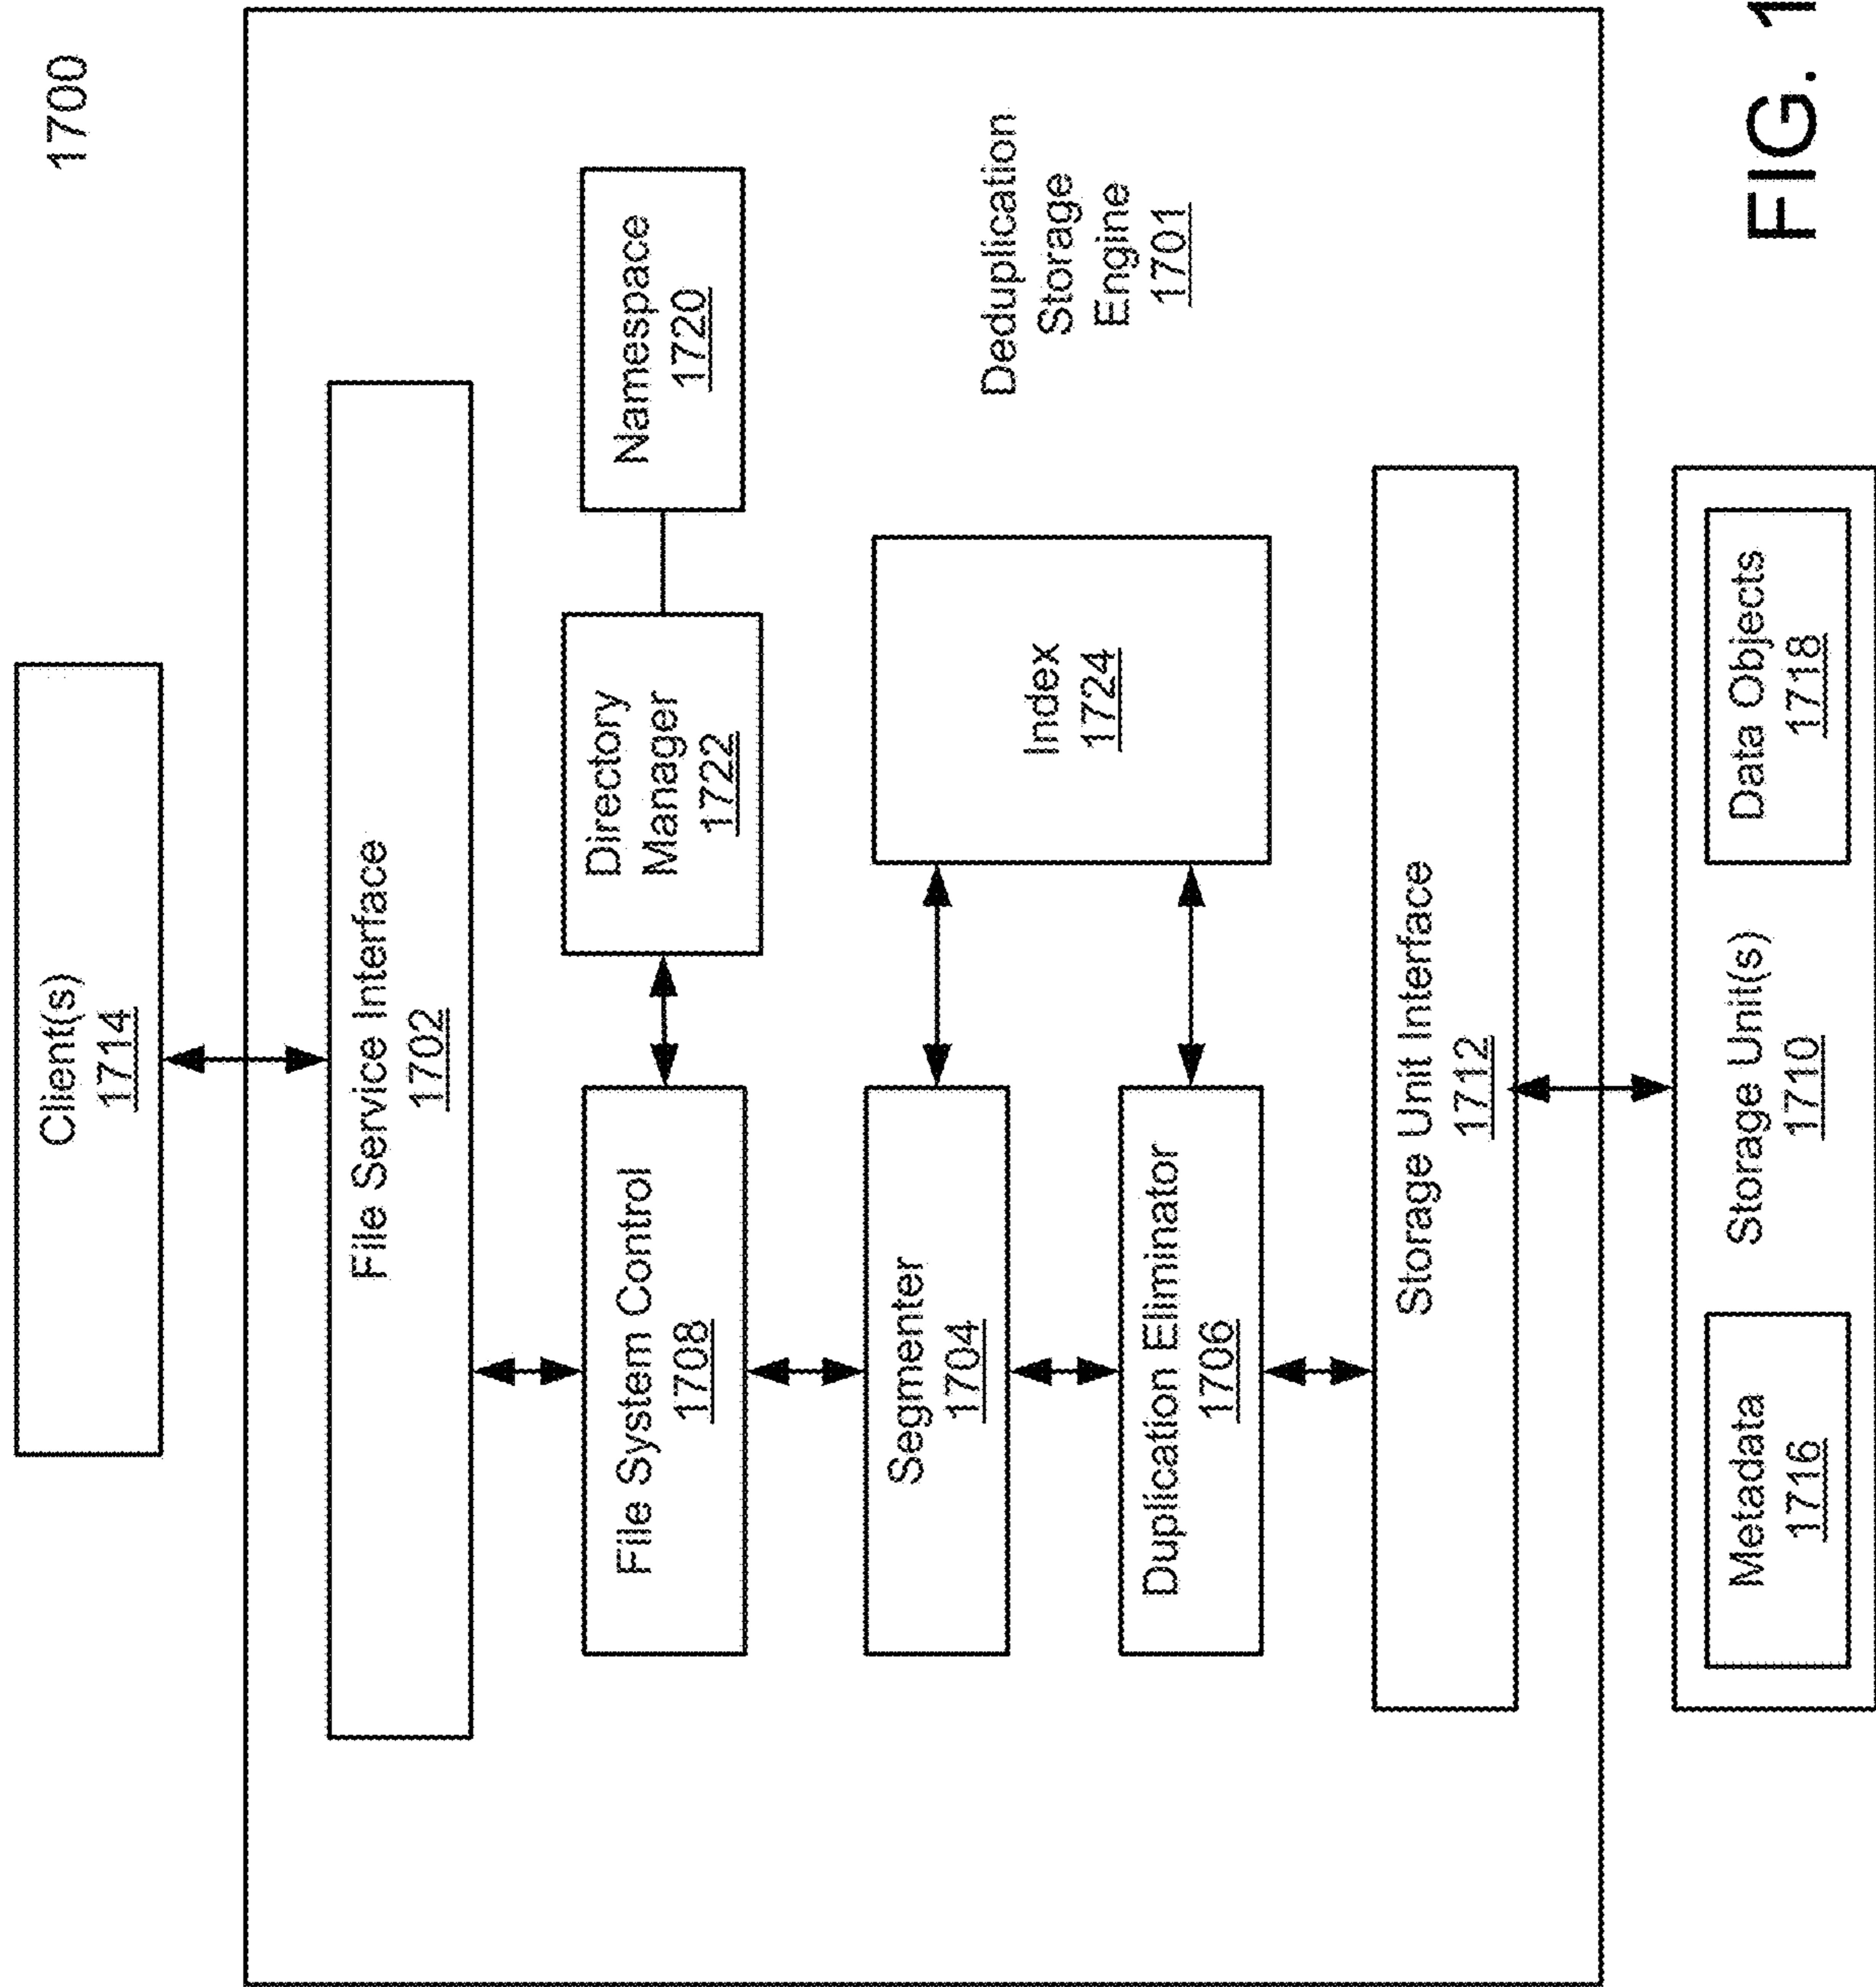 1700
Client(s)
1714
File Service Interface
1702
File System Control
1708
Directory
Manager
1722
Namespace
1720
Segmenter
1704
Index
1724
Duplication Eliminator
1706
Deduplication
Storage
Engine
1701
Storage Unit Interface
1712
Metadata
1716
Storage Unit(s)
1710
Data Objects
1718
FIG. 1